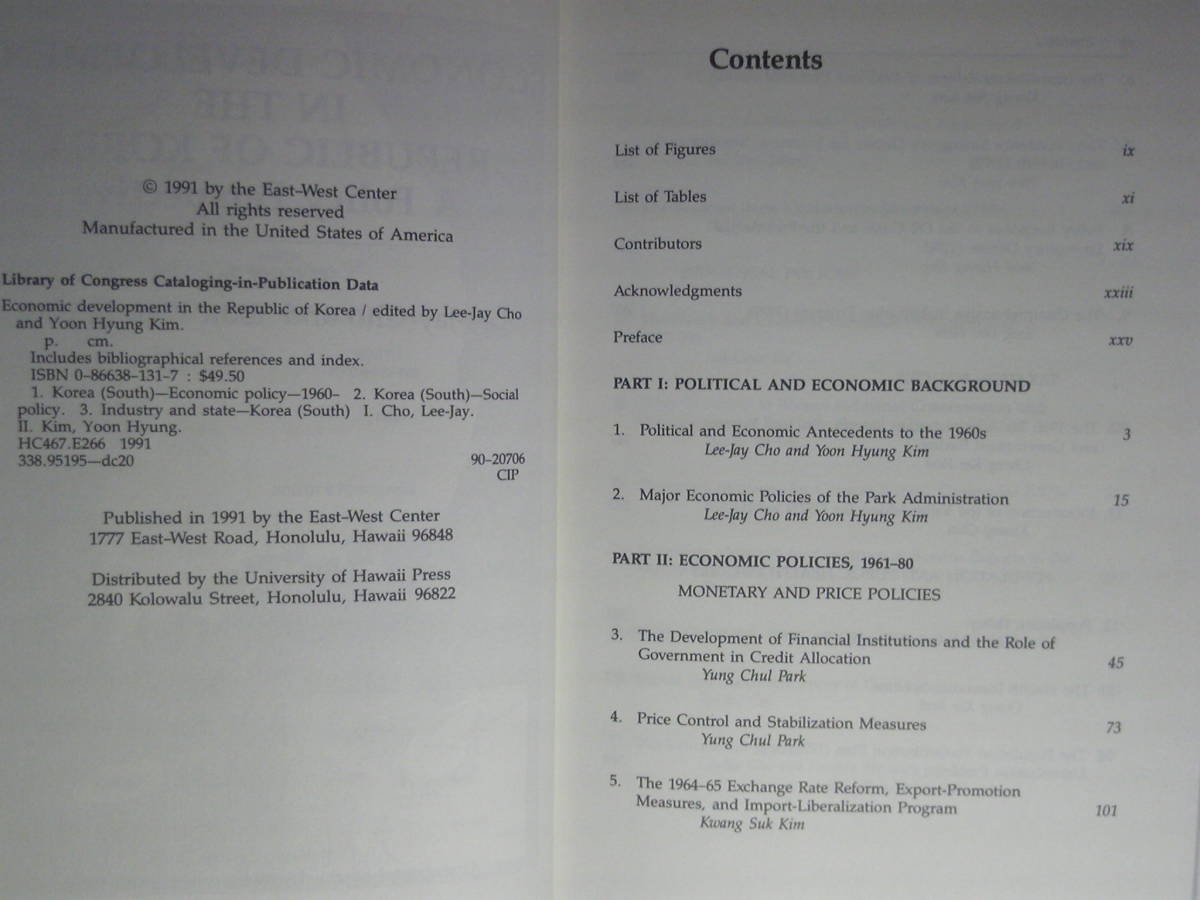 © 1991 by the East–West Center
All rights reserved
Manufactured in the United States of America
Library of Congress Cataloging-in-Publication Data
Economic development in the Republic of Korea / edited by Lee-Jay Cho
and Yoon Hyung Kim.
p. cm.
Includes bibliographical references and index.
ISBN 0–86638–131–7 : $49.50
1. Korea (South)—Economic policy—1960– 2. Korea (South)—Social
policy. 3. Industry and state—Korea (South) I. Cho, Lee-Jay.
II. Kim, Yoon Hyung.
HC467.E266 1991
338.95195—dc20 90–20706
CIP
Published in 1991 by the East-West Center
1777 East–West Road, Honolulu, Hawaii 96848
Distributed by the University of Hawaii Press
2840 Kolowalu Street, Honolulu, Hawaii 96822
Contents
List of Figures ix
List of Tables xi
Contributors xix
Acknowledgments xxiii
Preface xxv
PART I: POLITICAL AND ECONOMIC BACKGROUND
1. Political and Economic Antecedents to the 1960s 3
Lee-Jay Cho and Yoon Hyung Kim
2. Major Economic Policies of the Park Administration 15
Lee-Jay Cho and Yoon Hyung Kim
PART II: ECONOMIC POLICIES, 1961–80
MONETARY AND PRICE POLICIES
3. The Development of Financial Institutions and the Role of
Government in Credit Allocation 45
Yung Chul Park
4. Price Control and Stabilization Measures 73
Yung Chul Park
5. The 1964–65 Exchange Rate Reform, Export-Promotion
Measures, and Import-Liberalization Program 101
Kwang Suk Kim